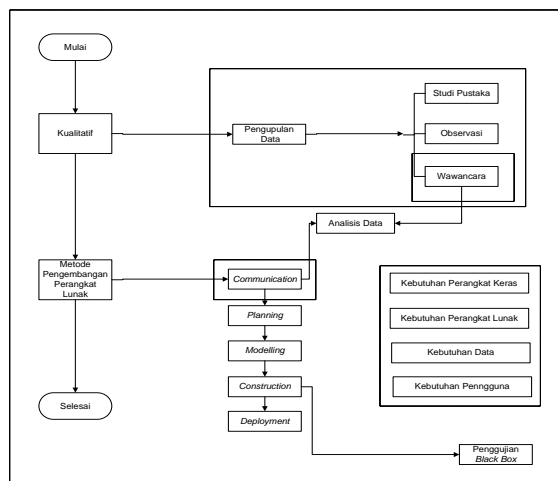 Mulai
Kualitatif
Pengupulan
Data
Studi Pustaka
Observasi
Wawancara
Analisis Data
Metode
Pengembangan
Perangkat
Lunak
Communication
Planning
Modelling
Construction
Deployment
Selesai
Kebutuhan Perangkat Keras
Kebutuhan Perangkat Lunak
Kebutuhan Data
Kebutuhan Penngguna
Penggujian
Black Box